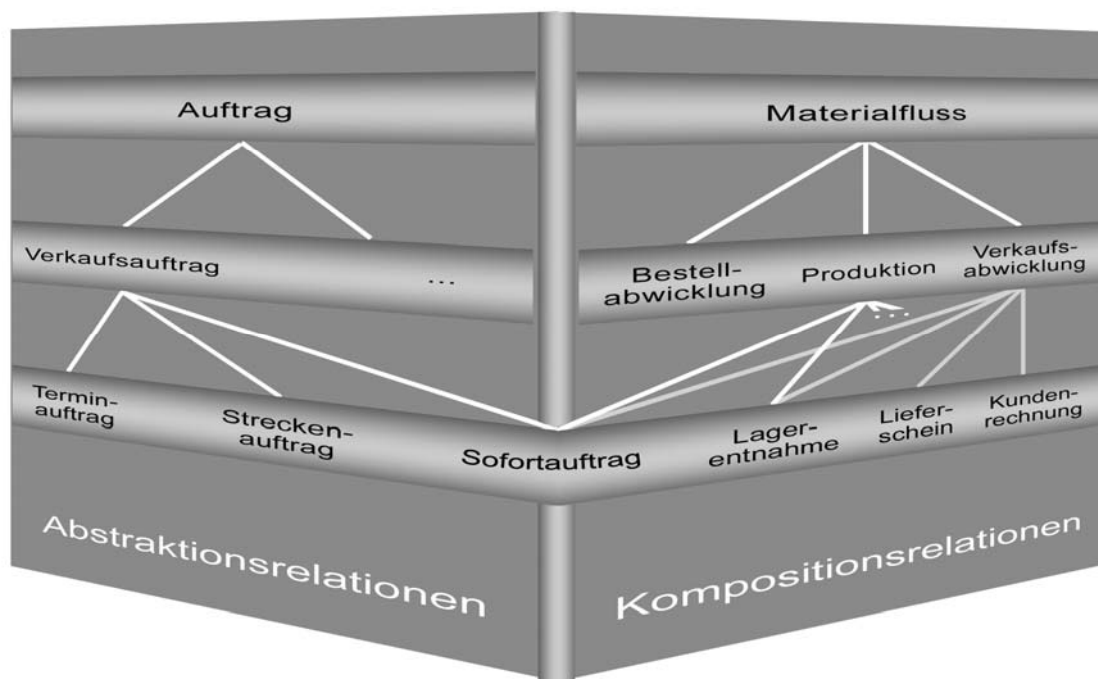 Auftrag
Materialfluss
Verkaufsauftrag
...
Bestell-
abwicklung
Produktion
Verkaufs-
abwicklung
...
Termin-
auftrag
Strecken-
auftrag
Sofortauftrag
Lager-
entnahme
Liefer-
schein
Kunden-
rechnung
Abstraktionsrelationen
Kompositionsrelationen